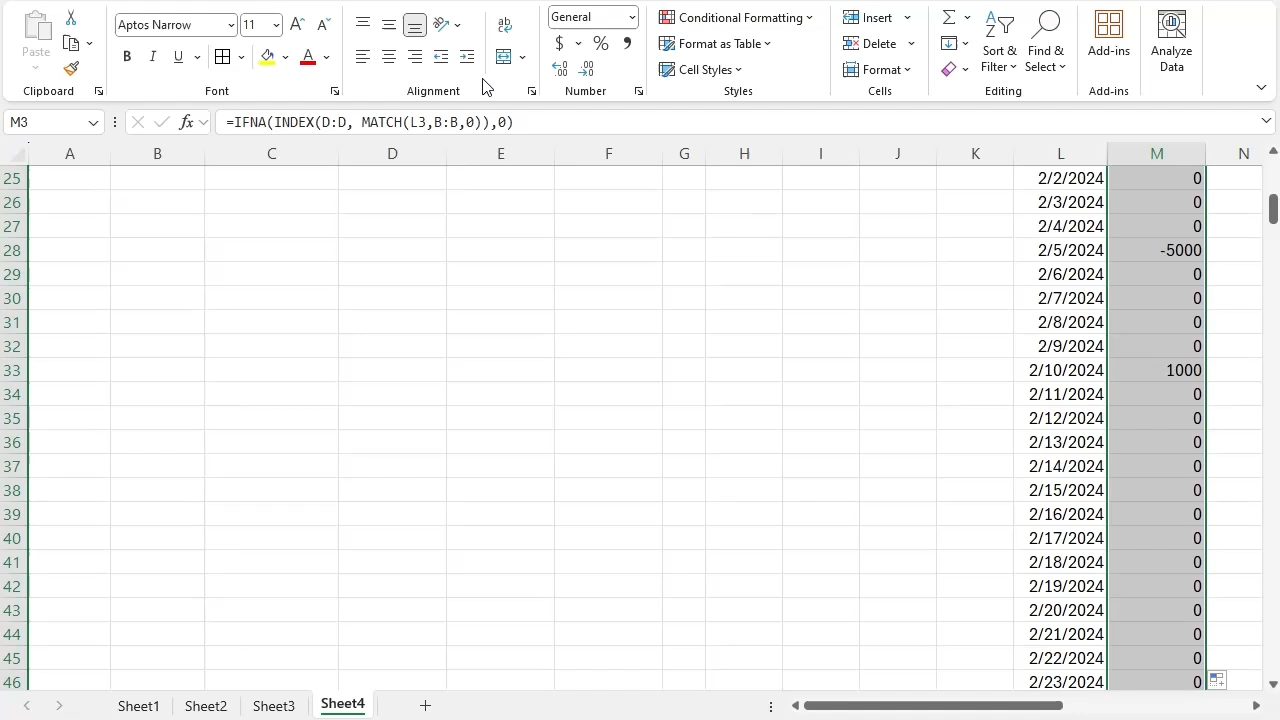 Paste
Clipboard
Aptos Narrow
11
A A
B I U A
Font
ab
Alignment
General
$ % 9
Number
Conditional Formatting
Format as Table
Cell Styles
Styles
Insert
Delete
Format
Cells
Sort &
Filter
Find &
Select
Editing
Add-ins
Add-ins
Analyze
Data
M3
fx
=IFNA(INDEX(D:D, MATCH(L3,B:B,0)),0)
A B C D E F G H I J K L M N
25 2/2/2024 0
26 2/3/2024 0
27 2/4/2024 0
28 2/5/2024 -5000
29 2/6/2024 0
30 2/7/2024 0
31 2/8/2024 0
32 2/9/2024 0
33 2/10/2024 1000
34 2/11/2024 0
35 2/12/2024 0
36 2/13/2024 0
37 2/14/2024 0
38 2/15/2024 0
39 2/16/2024 0
40 2/17/2024 0
41 2/18/2024 0
42 2/19/2024 0
43 2/20/2024 0
44 2/21/2024 0
45 2/22/2024 0
46 2/23/2024 0
Sheet1 Sheet2 Sheet3 Sheet4 +